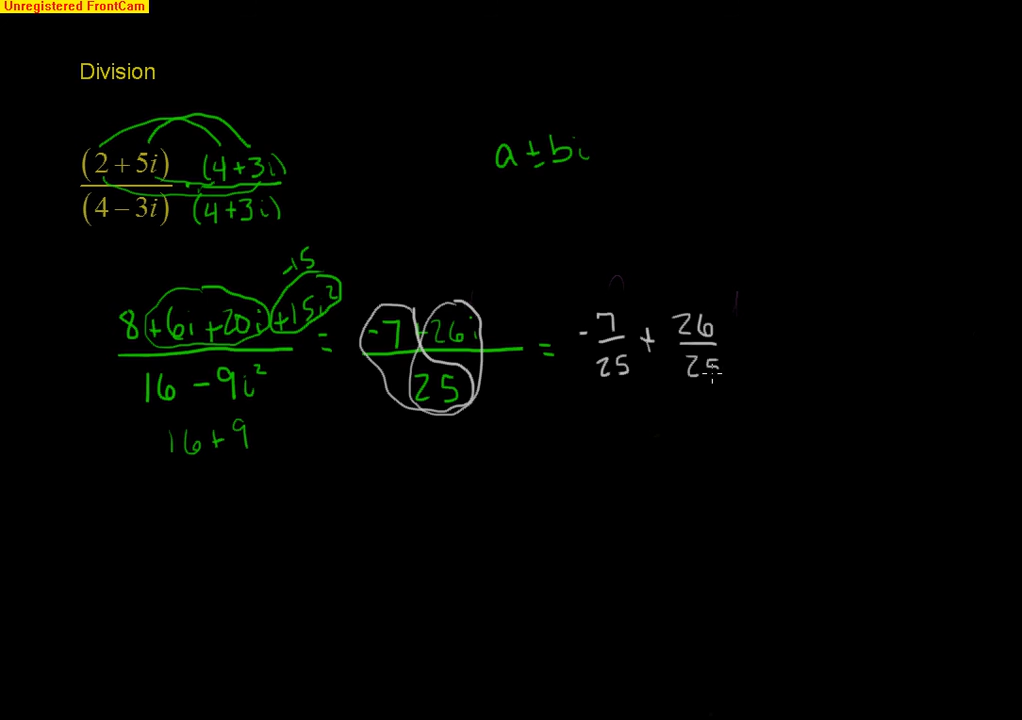 Unregistered FrontCam
Division
(2 + 5i) (4 + 3i) a ± bi
(4 − 3i) (4 + 3i)
-15
8 +6i +20i +15i² = -7 +26i = -7/25 + 26/25
16 − 9i² 25
16 + 9